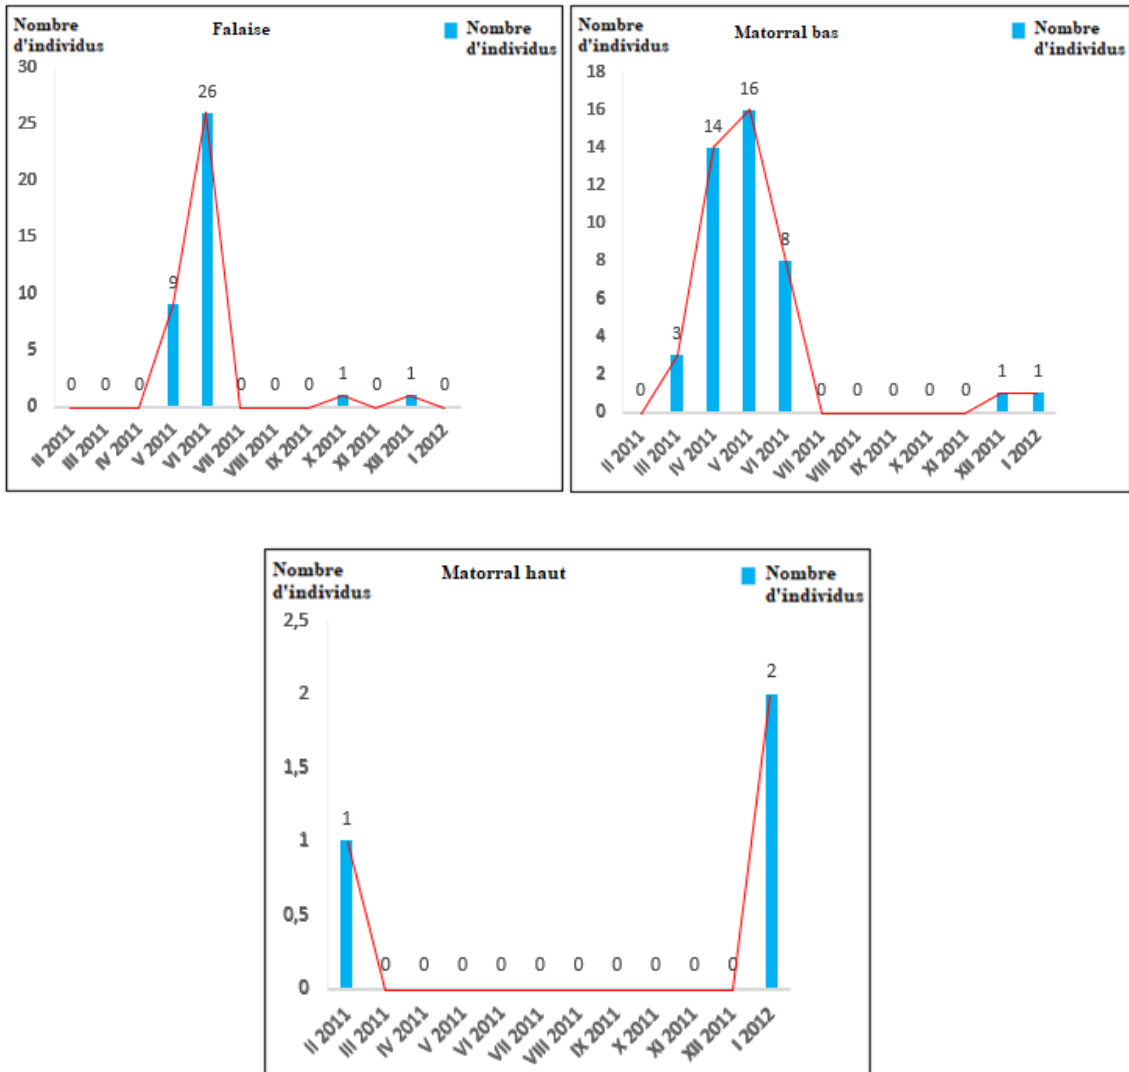 Nombre d'individus
Falaise
Nombre d'individus
30
25
20
15
10
5
0
0 0 0 9 26 0 0 0 1 0 1 0
II 2011 III 2011 IV 2011 V 2011 VI 2011 VII 2011 VIII 2011 IX 2011 X 2011 XI 2011 XII 2011 I 2012
Nombre d'individus
Matorral bas
Nombre d'individus
18
16
14
12
10
8
6
4
2
0
0 3 14 16 8 0 0 0 0 0 1 1
II 2011 III 2011 IV 2011 V 2011 VI 2011 VII 2011 VIII 2011 IX 2011 X 2011 XI 2011 XII 2011 I 2012
Nombre d'individus
Matorral haut
Nombre d'individus
2,5
2
1,5
1
0,5
0
1 0 0 0 0 0 0 0 0 0 0 2
II 2011 III 2011 IV 2011 V 2011 VI 2011 VII 2011 VIII 2011 IX 2011 X 2011 XI 2011 XII 2011 I 2012